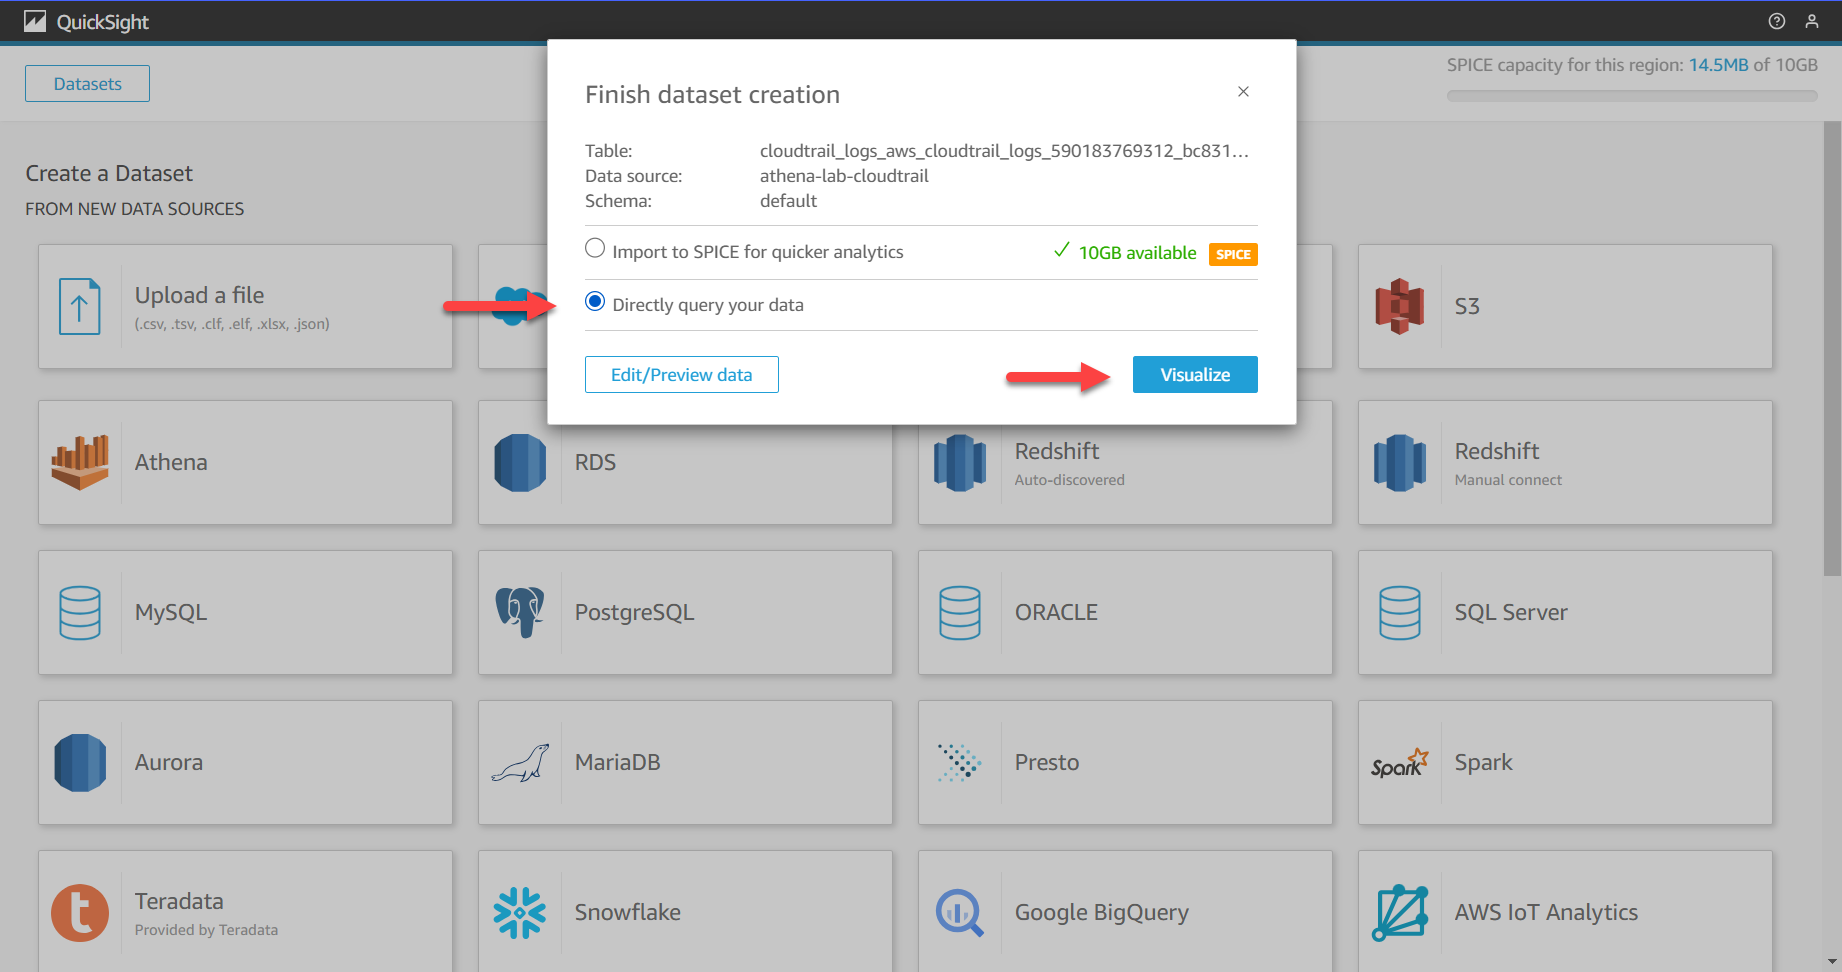 QuickSight
Datasets
SPICE capacity for this region: 14.5MB of 10GB
Finish dataset creation
Table: cloudtrail_logs_aws_cloudtrail_logs_590183769312_bc831...
Data source: athena-lab-cloudtrail
Schema: default
Import to SPICE for quicker analytics 10GB available SPICE
Directly query your data
Edit/Preview data Visualize
Create a Dataset
FROM NEW DATA SOURCES
Upload a file
(.csv, .tsv, .clf, .elf, .xlsx, .json)
S3
Athena
RDS
Redshift
Auto-discovered
Redshift
Manual connect
MySQL
PostgreSQL
ORACLE
SQL Server
Aurora
MariaDB
Presto
Spark
Spark
t
Teradata
Provided by Teradata
Snowflake
Google BigQuery
AWS IoT Analytics